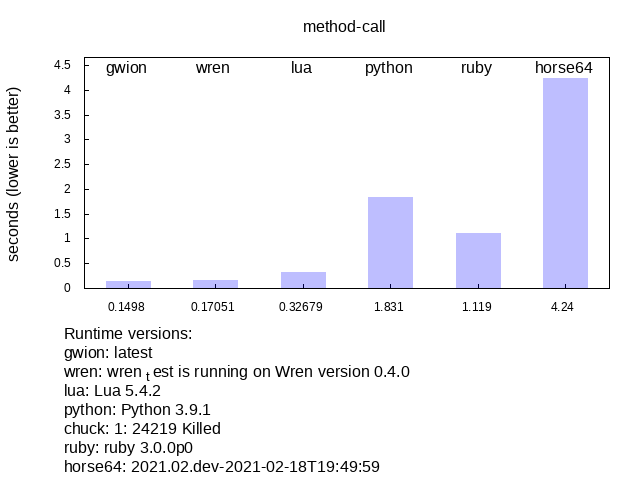 method-call
seconds (lower is better)
4.5
4
3.5
3
2.5
2
1.5
1
0.5
0
gwion wren lua python ruby horse64
0.1498 0.17051 0.32679 1.831 1.119 4.24
Runtime versions:
gwion: latest
wren: wren test is running on Wren version 0.4.0
lua: Lua 5.4.2
python: Python 3.9.1
chuck: 1: 24219 Killed
ruby: ruby 3.0.0p0
horse64: 2021.02.dev-2021-02-18T19:49:59